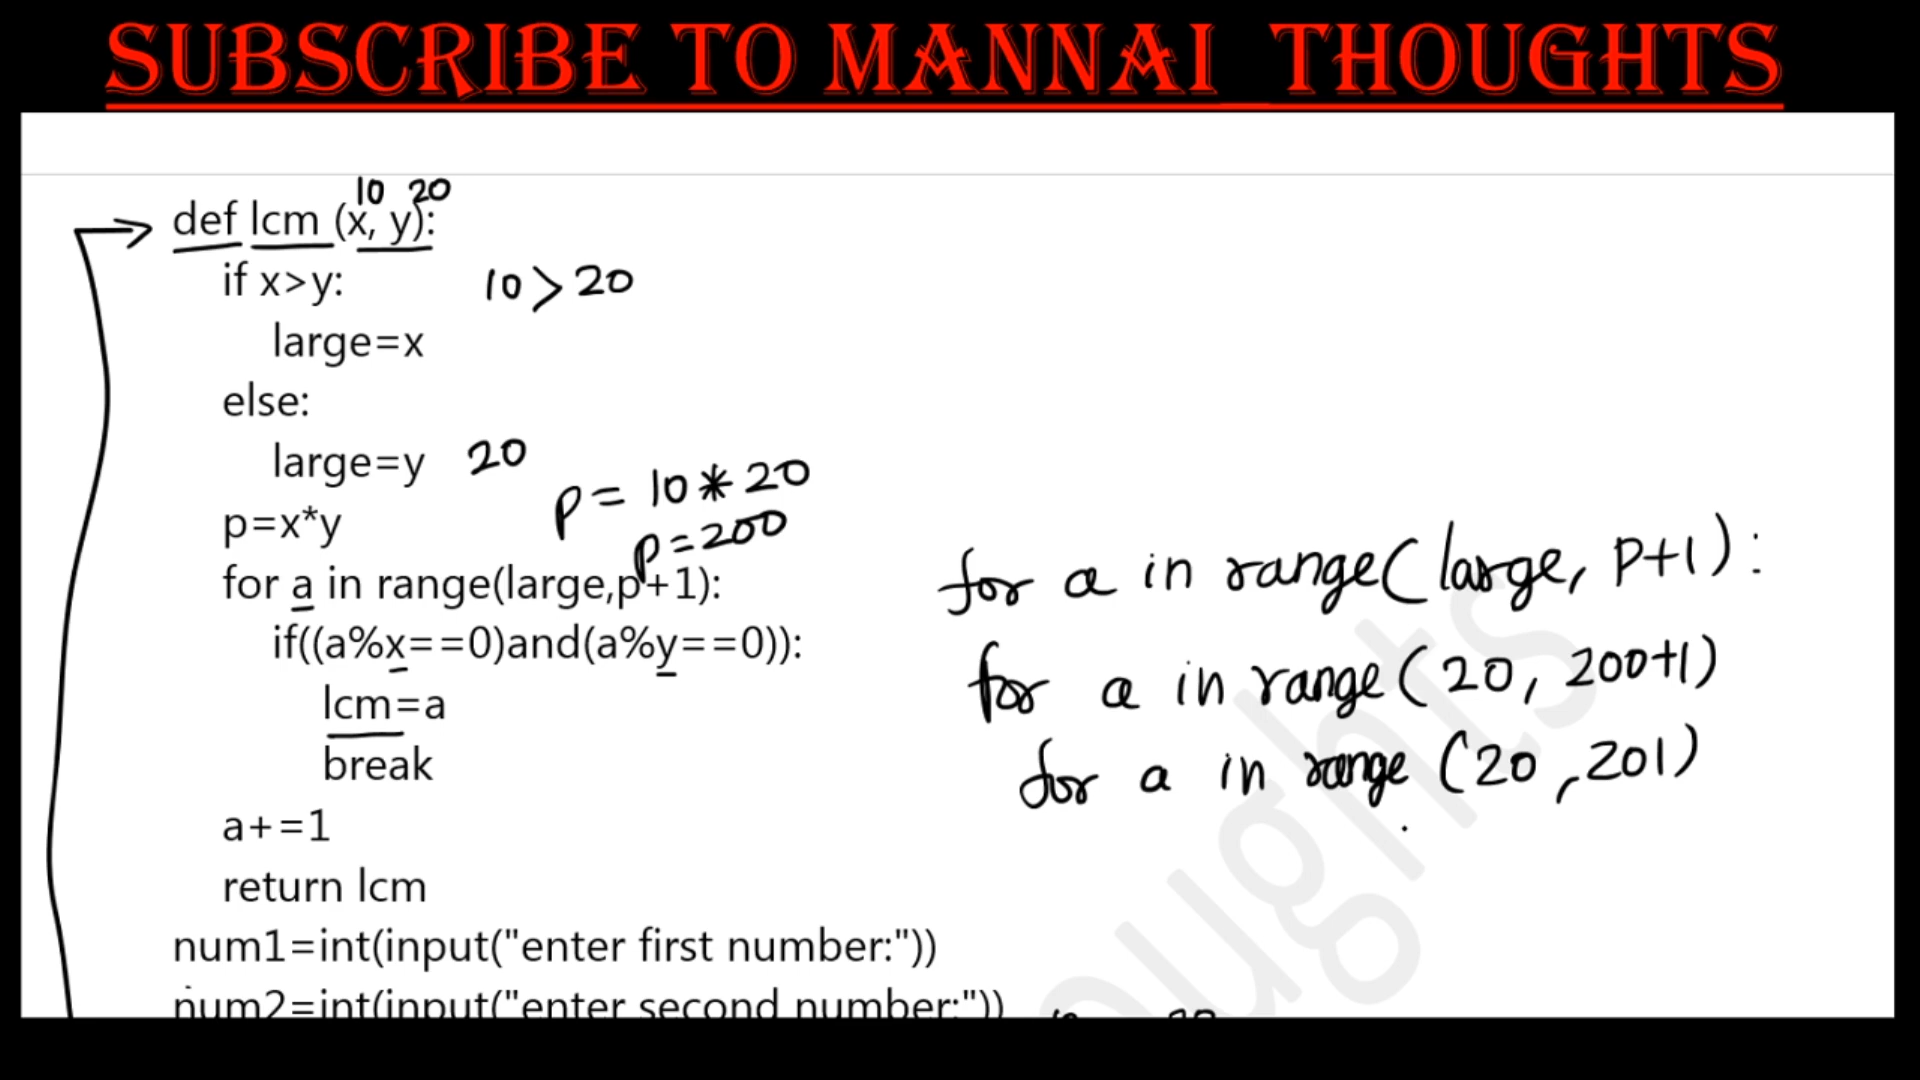 SUBSCRIBE TO MANNAI THOUGHTS
10 20
def lcm (x, y):
if x>y: 10 > 20
large=x
else:
large=y 20
p = 10 * 20
p=x*y
p = 200
for a in range(large,p+1):
if((a%x==0)and(a%y==0)):
lcm=a
break
a+=1
return lcm
num1=int(input("enter first number:"))
num2=int(input("enter second number:"))
for a in range(large, p+1):
for a in range(20, 200+1)
for a in range (20, 201)